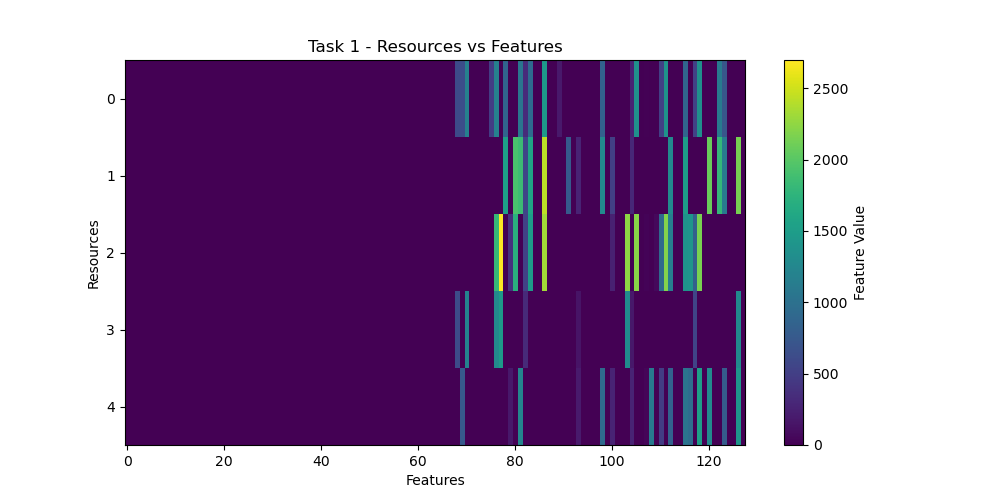 Task 1 - Resources vs Features
0
1
2
3
4
Resources
0 20 40 60 80 100 120
Features
2500
2000
1500
1000
500
0
Feature Value